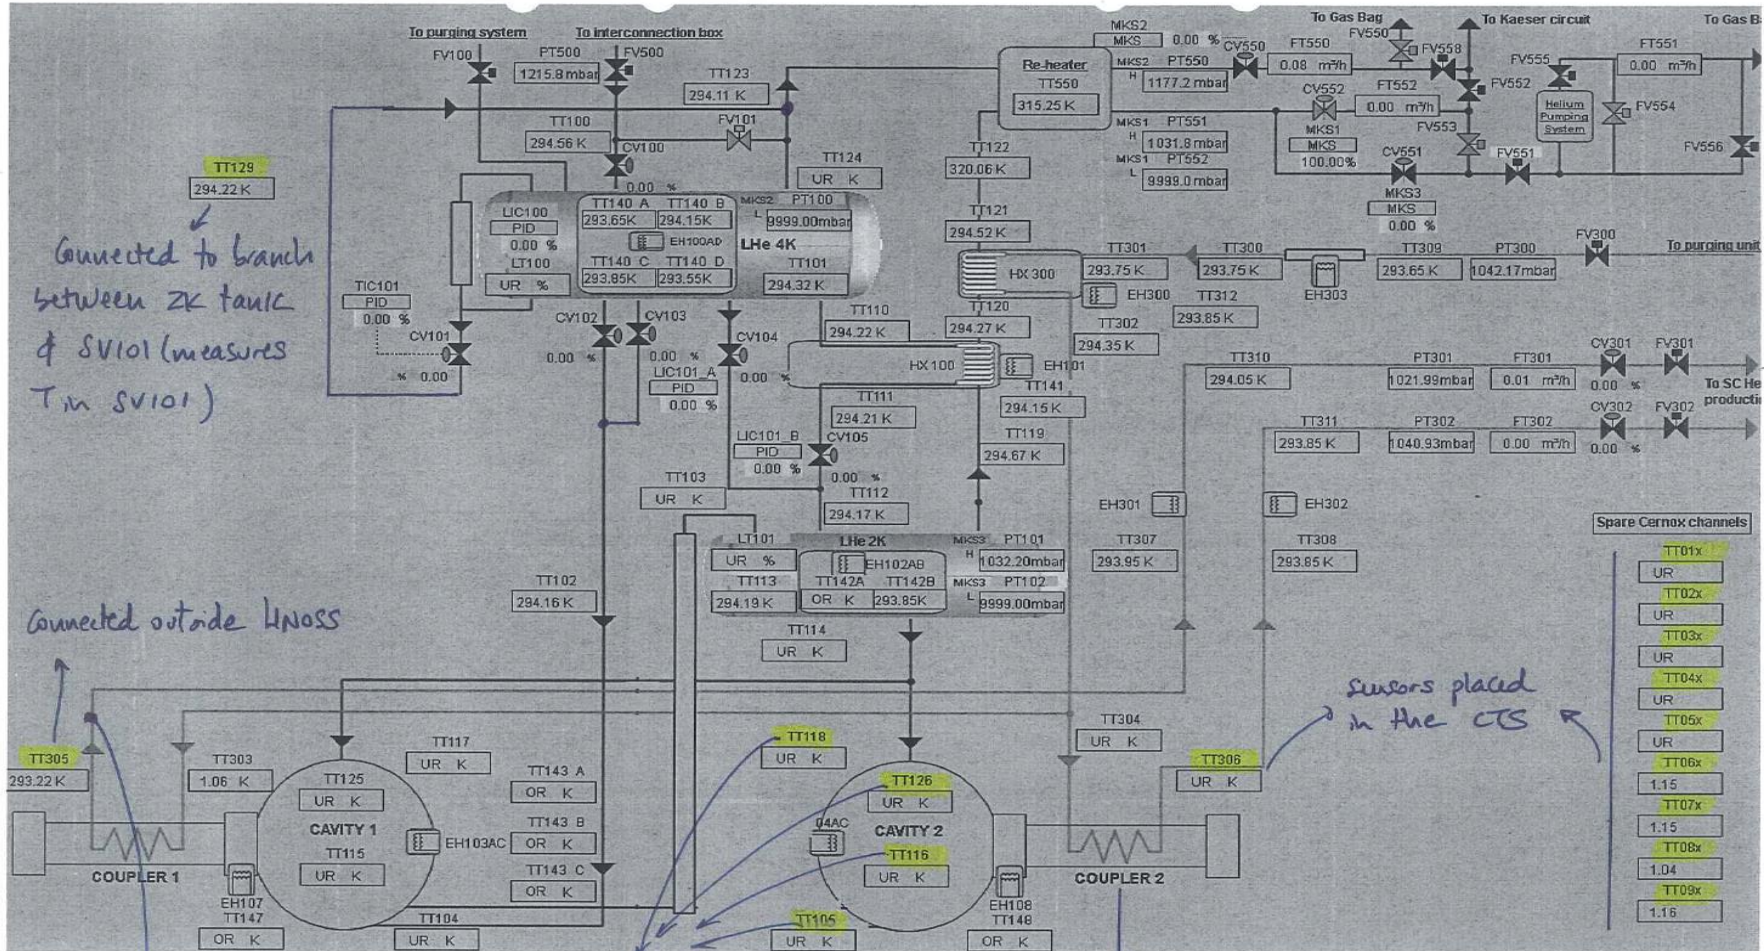 To purging system
To interconnection box
FV100
PT500
1215.8 mbar
FV500
TT123
294.11 K
TT100
294.56 K
FV101
CV100
0.00 %
TT124
UR K
TT129
294.22 K
Connected to branch
between 2K tank
& SV101 (measures
T in SV101)
LIC100
PID
0.00 %
LT100
UR %
TT140 A
293.65K
TT140 B
294.15K
EH100AD
TT140 C
293.85K
TT140 D
293.55K
MKS2 PT100
L 9999.00mbar
LHe 4K
TT101
294.32 K
TIC101
PID
0.00 %
CV101
% 0.00
CV102
0.00 %
CV103
0.00 %
LIC101_A
PID
0.00 %
CV104
0.00 %
TT110
294.22 K
HX 100
EH101
TT111
294.21 K
TT141
294.15 K
LIC101_B
PID
0.00 %
CV105
0.00 %
TT119
294.67 K
TT103
UR K
TT112
294.17 K
Re-heater
TT550
315.25 K
MKS2
MKS 0.00 %
MKS2 PT550
H 1177.2 mbar
MKS1 PT551
H 1031.8 mbar
MKS1 PT552
L 9999.0 mbar
CV550
FT550
0.08 m³/h
To Gas Bag
FV550
FV558
To Kaeser circuit
CV552
MKS1
MKS
100.00%
FT552
0.00 m³/h
FV552
FV553
CV551
MKS3
MKS
0.00 %
FV551
FV555
Helium
Pumping
System
FT551
0.00 m³/h
FV554
FV556
To Gas B
TT122
320.06 K
TT121
294.52 K
HX 300
TT120
294.27 K
TT301
293.75 K
EH300
TT302
294.35 K
TT300
293.75 K
TT312
293.85 K
EH303
TT309
293.65 K
PT300
1042.17mbar
FV300
To purging unit
TT310
294.05 K
PT301
1021.99mbar
FT301
0.01 m³/h
CV301
0.00 %
FV301
To SC He
producti
TT311
293.85 K
PT302
1040.93mbar
FT302
0.00 m³/h
CV302
0.00 %
FV302
EH301
EH302
TT307
293.95 K
TT308
293.85 K
LT101
UR %
LHe 2K
EH102AB
MKS3 PT101
H 1032.20mbar
TT113
294.19 K
TT142A
OR K
TT142B
293.85K
MKS3 PT102
L 9999.00mbar
TT102
294.16 K
TT114
UR K
Connected outside HNOSS
TT305
293.22 K
TT303
1.06 K
TT117
UR K
TT125
UR K
CAVITY 1
TT115
UR K
EH103AC
COUPLER 1
EH107
TT147
OR K
TT104
UR K
TT143 A
OR K
TT143 B
OR K
TT143 C
OR K
TT118
UR K
TT126
UR K
04AC
CAVITY 2
TT116
UR K
TT105
UR K
TT304
UR K
TT306
UR K
COUPLER 2
EH108
TT148
OR K
sensors placed
in the CTS
Spare Cernox channels
TT01x
UR
TT02x
UR
TT03x
UR
TT04x
UR
TT05x
UR
TT06x
1.15
TT07x
1.15
TT08x
1.04
TT09x
1.16